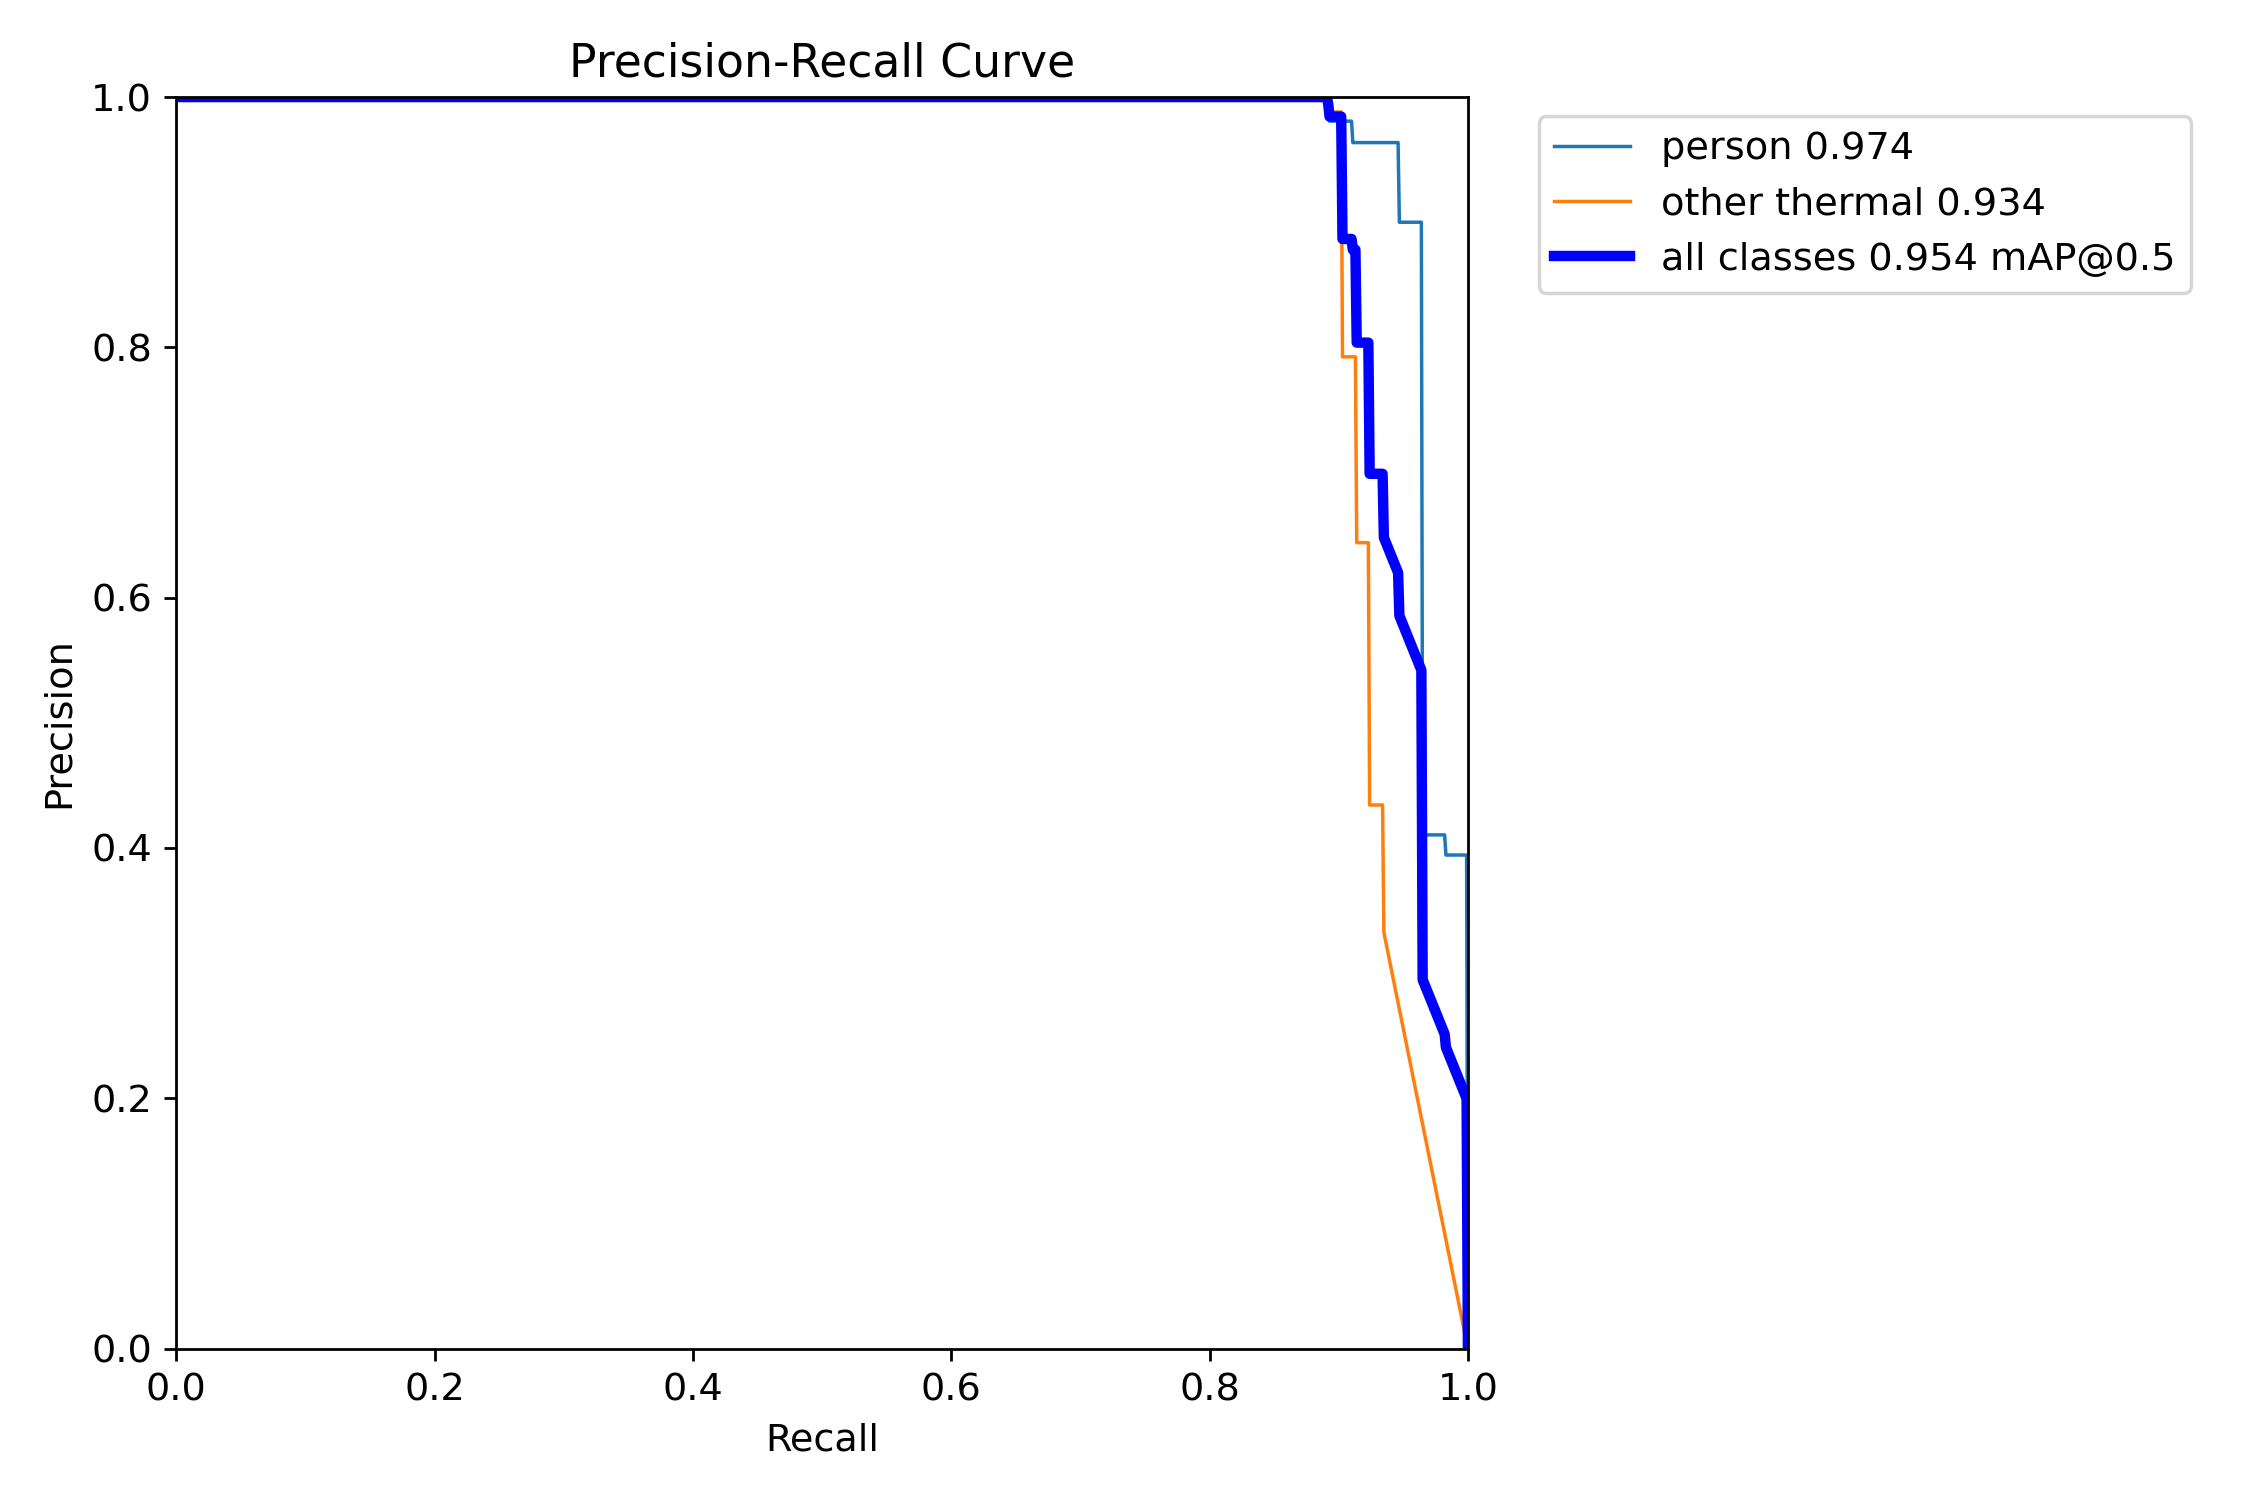 Precision-Recall Curve
1.0
0.8
0.6
0.4
0.2
0.0
Precision
0.0 0.2 0.4 0.6 0.8 1.0
Recall
person 0.974
other thermal 0.934
all classes 0.954 mAP@0.5